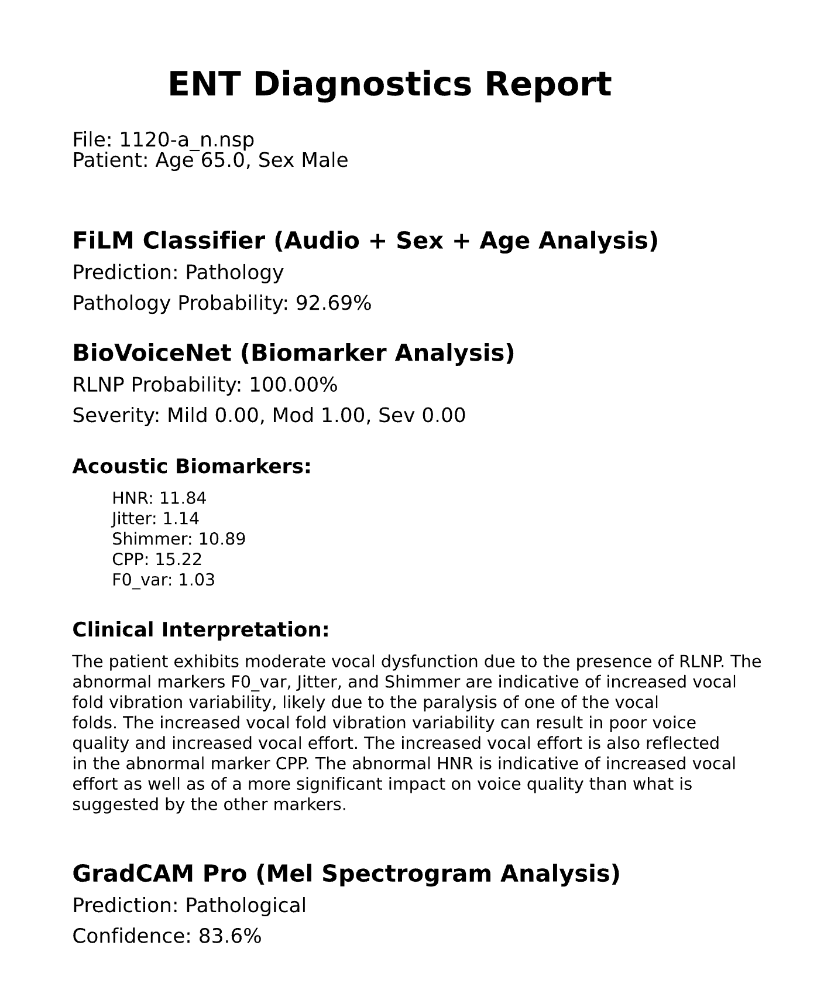 ENT Diagnostics Report
File: 1120-a_n.nsp
Patient: Age 65.0, Sex Male
FiLM Classifier (Audio + Sex + Age Analysis)
Prediction: Pathology
Pathology Probability: 92.69%
BioVoiceNet (Biomarker Analysis)
RLNP Probability: 100.00%
Severity: Mild 0.00, Mod 1.00, Sev 0.00
Acoustic Biomarkers:
HNR: 11.84
Jitter: 1.14
Shimmer: 10.89
CPP: 15.22
F0_var: 1.03
Clinical Interpretation:
The patient exhibits moderate vocal dysfunction due to the presence of RLNP. The
abnormal markers F0_var, Jitter, and Shimmer are indicative of increased vocal
fold vibration variability, likely due to the paralysis of one of the vocal
folds. The increased vocal fold vibration variability can result in poor voice
quality and increased vocal effort. The increased vocal effort is also reflected
in the abnormal marker CPP. The abnormal HNR is indicative of increased vocal
effort as well as of a more significant impact on voice quality than what is
suggested by the other markers.
GradCAM Pro (Mel Spectrogram Analysis)
Prediction: Pathological
Confidence: 83.6%